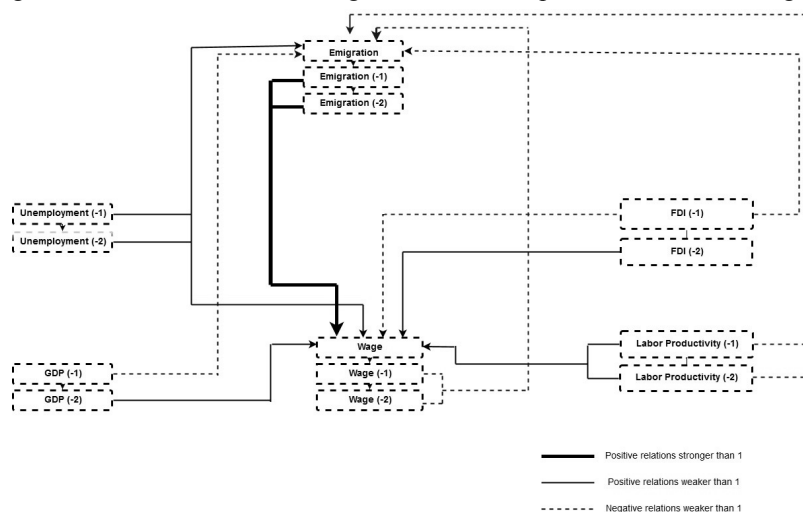 Emigration
Emigration (-1)
Emigration (-2)
Unemployment (-1)
Unemployment (-2)
FDI (-1)
FDI (-2)
Wage
Wage (-1)
Wage (-2)
Labor Productivity (-1)
Labor Productivity (-2)
GDP (-1)
GDP (-2)
Positive relations stronger than 1
Positive relations weaker than 1
Negative relations weaker than 1